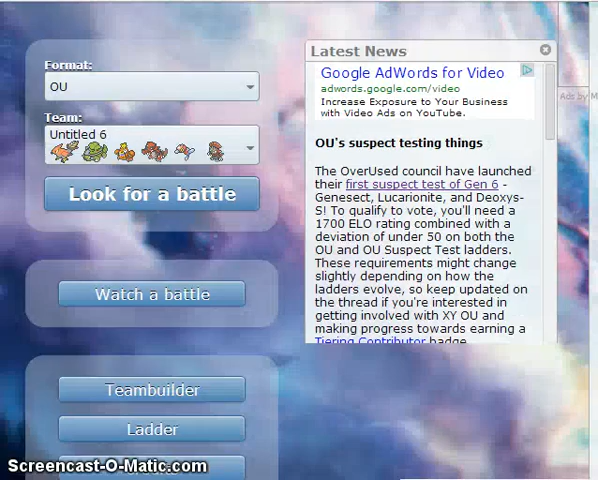 Format:
OU
Team:
Untitled 6
Look for a battle
Watch a battle
Teambuilder
Ladder
Latest News
Google AdWords for Video
adwords.google.com/video
Increase Exposure to Your Business
with Video Ads on YouTube.
Ads by M
OU's suspect testing things
The OverUsed council have launched
their first suspect test of Gen 6 -
Genesect, Lucarionite, and Deoxys-
S! To qualify to vote, you'll need a
1700 ELO rating combined with a
deviation of under 50 on both the
OU and OU Suspect Test ladders.
These requirements might change
slightly depending on how the
ladders evolve, so keep updated on
the thread if you're interested in
getting involved with XY OU and
making progress towards earning a
Tiering Contributor badge
Screencast-O-Matic.com